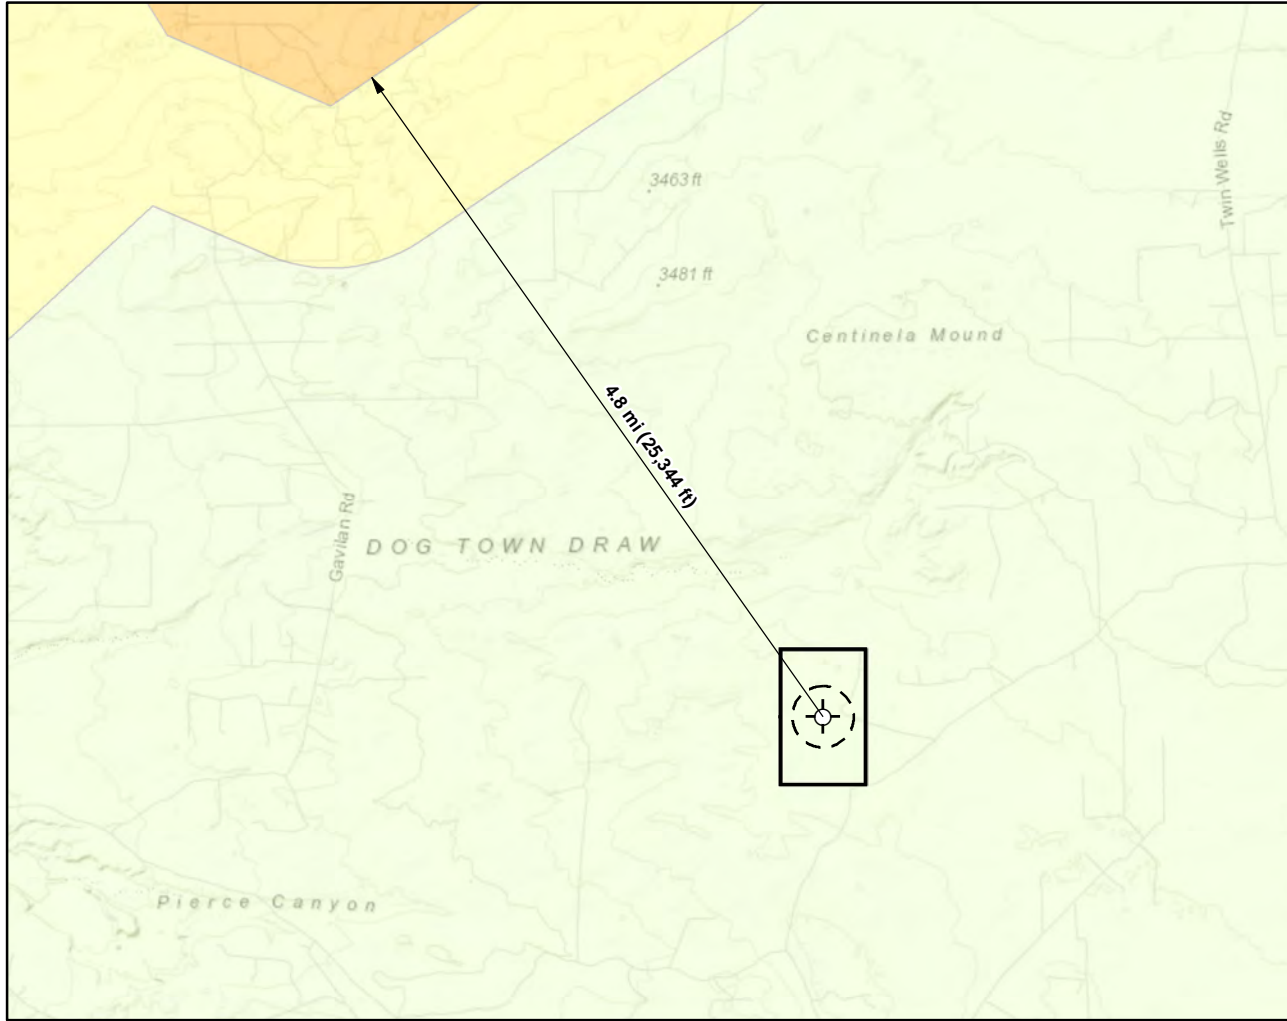 Twin Wells Rd
3463 ft
3481 ft
Centinela Mound
4.8 mi (25,344 ft)
Gavilan Rd
DOG TOWN DRAW
Pierce Canyon